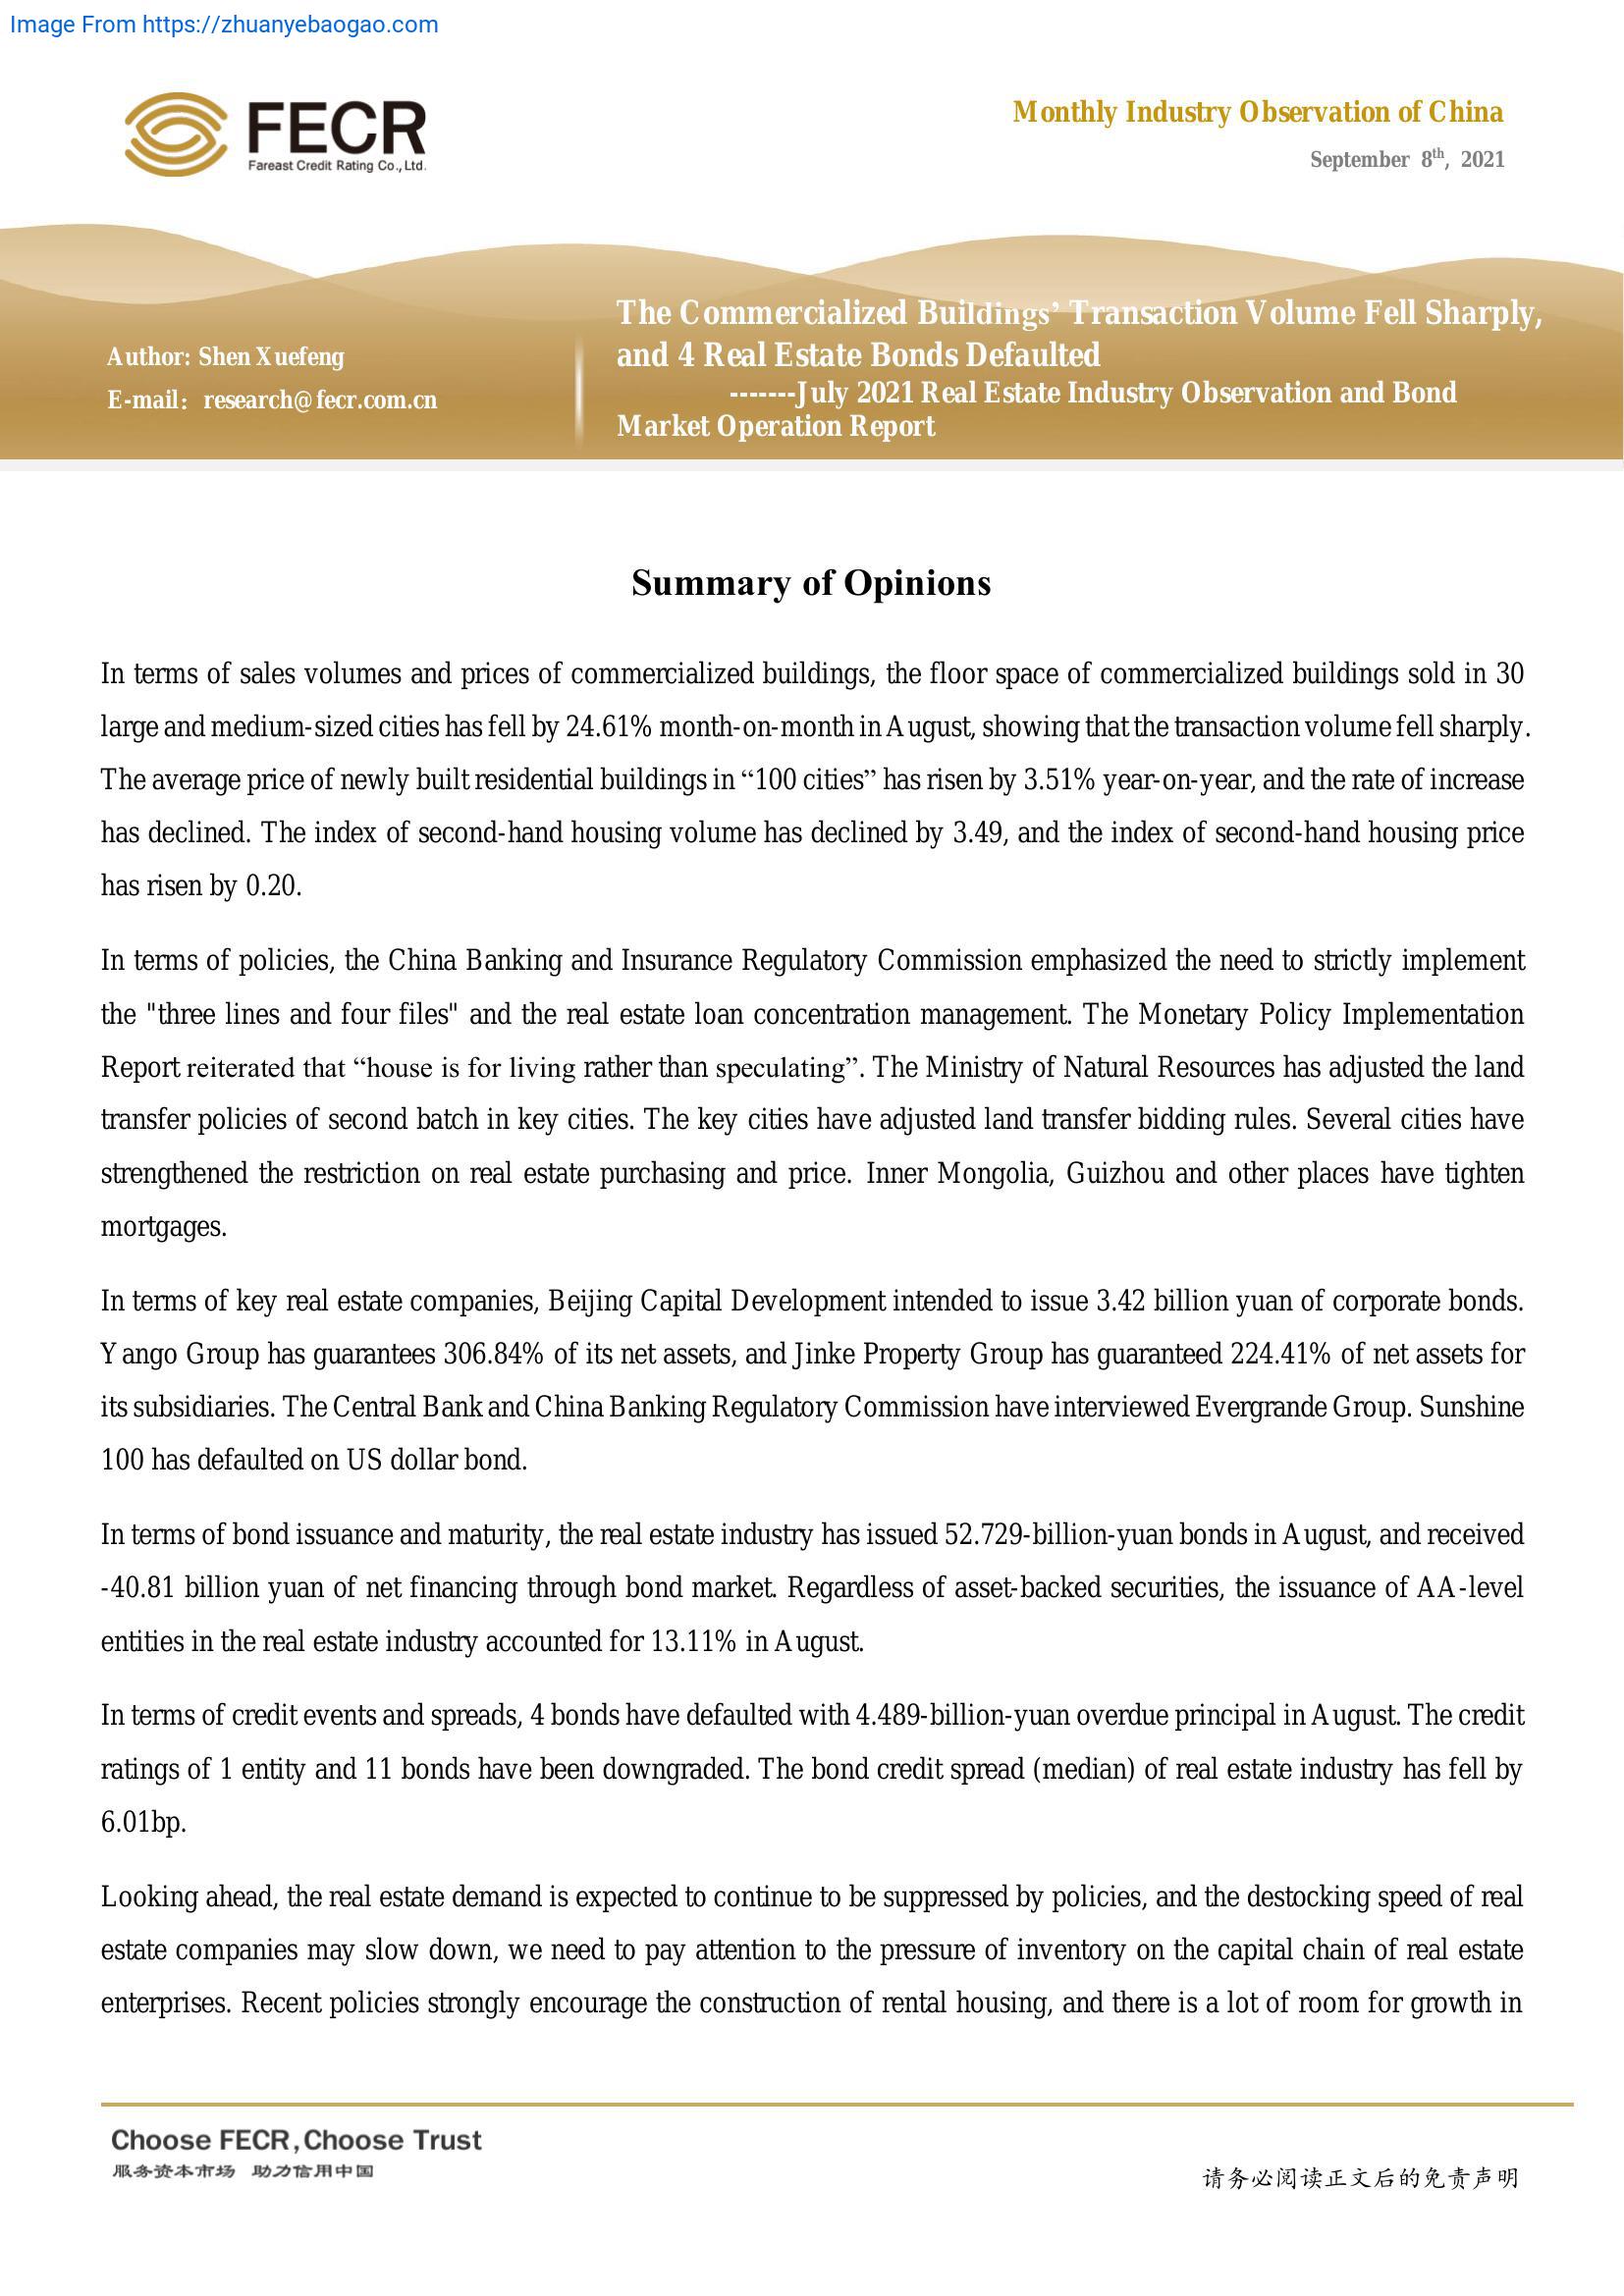 Image From https://zhuanyebaogao.com
FECR
Fareast Credit Rating Co., Ltd.
Monthly Industry Observation of China
September 8th, 2021
Author: Shen Xuefeng
E-mail： research@fecr.com.cn
The Commercialized Buildings’ Transaction Volume Fell Sharply,
and 4 Real Estate Bonds Defaulted
-------July 2021 Real Estate Industry Observation and Bond
Market Operation Report
Summary of Opinions
In terms of sales volumes and prices of commercialized buildings, the floor space of commercialized buildings sold in 30
large and medium-sized cities has fell by 24.61% month-on-month in August, showing that the transaction volume fell sharply.
The average price of newly built residential buildings in “100 cities” has risen by 3.51% year-on-year, and the rate of increase
has declined. The index of second-hand housing volume has declined by 3.49, and the index of second-hand housing price
has risen by 0.20.
In terms of policies, the China Banking and Insurance Regulatory Commission emphasized the need to strictly implement
the "three lines and four files" and the real estate loan concentration management. The Monetary Policy Implementation
Report reiterated that “house is for living rather than speculating”. The Ministry of Natural Resources has adjusted the land
transfer policies of second batch in key cities. The key cities have adjusted land transfer bidding rules. Several cities have
strengthened the restriction on real estate purchasing and price. Inner Mongolia, Guizhou and other places have tighten
mortgages.
In terms of key real estate companies, Beijing Capital Development intended to issue 3.42 billion yuan of corporate bonds.
Yango Group has guarantees 306.84% of its net assets, and Jinke Property Group has guaranteed 224.41% of net assets for
its subsidiaries. The Central Bank and China Banking Regulatory Commission have interviewed Evergrande Group. Sunshine
100 has defaulted on US dollar bond.
In terms of bond issuance and maturity, the real estate industry has issued 52.729-billion-yuan bonds in August, and received
-40.81 billion yuan of net financing through bond market. Regardless of asset-backed securities, the issuance of AA-level
entities in the real estate industry accounted for 13.11% in August.
In terms of credit events and spreads, 4 bonds have defaulted with 4.489-billion-yuan overdue principal in August. The credit
ratings of 1 entity and 11 bonds have been downgraded. The bond credit spread (median) of real estate industry has fell by
6.01bp.
Looking ahead, the real estate demand is expected to continue to be suppressed by policies, and the destocking speed of real
estate companies may slow down, we need to pay attention to the pressure of inventory on the capital chain of real estate
enterprises. Recent policies strongly encourage the construction of rental housing, and there is a lot of room for growth in
Choose FECR, Choose Trust
服务资本市场 助力信用中国
请务必阅读正文后的免责声明